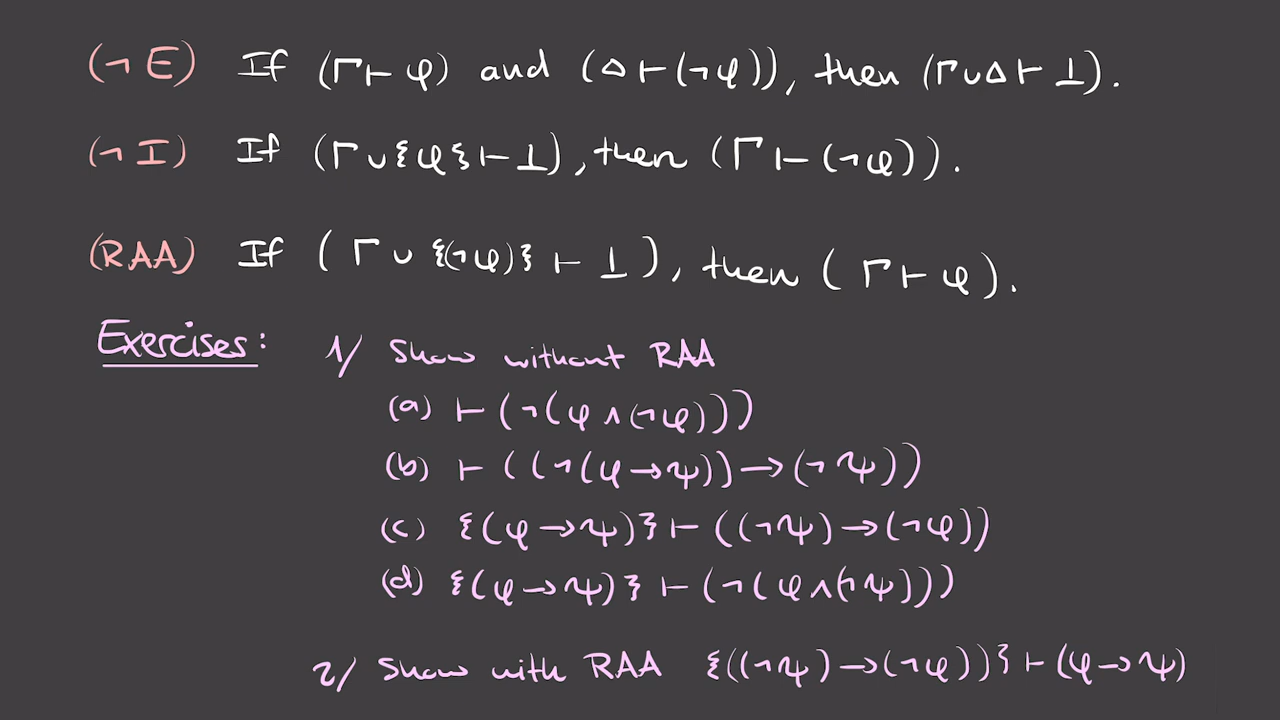 (¬E) If (Γ⊢φ) and (Δ⊢(¬φ)), then (Γ∪Δ⊢⊥).
(¬I) If (Γ∪{φ}⊢⊥), then (Γ⊢(¬φ)).
(RAA) If (Γ∪{(¬φ)}⊢⊥), then (Γ⊢φ).
Exercises: 1/ Show without RAA
(a) ⊢(¬(φ∧(¬φ)))
(b) ⊢((¬(φ→ψ))→(¬ψ))
(c) {(φ→ψ)}⊢((¬ψ)→(¬φ))
(d) {(φ→ψ)}⊢(¬(φ∧(¬ψ)))
2/ Show with RAA {((¬ψ)→(¬φ))}⊢(φ→ψ)